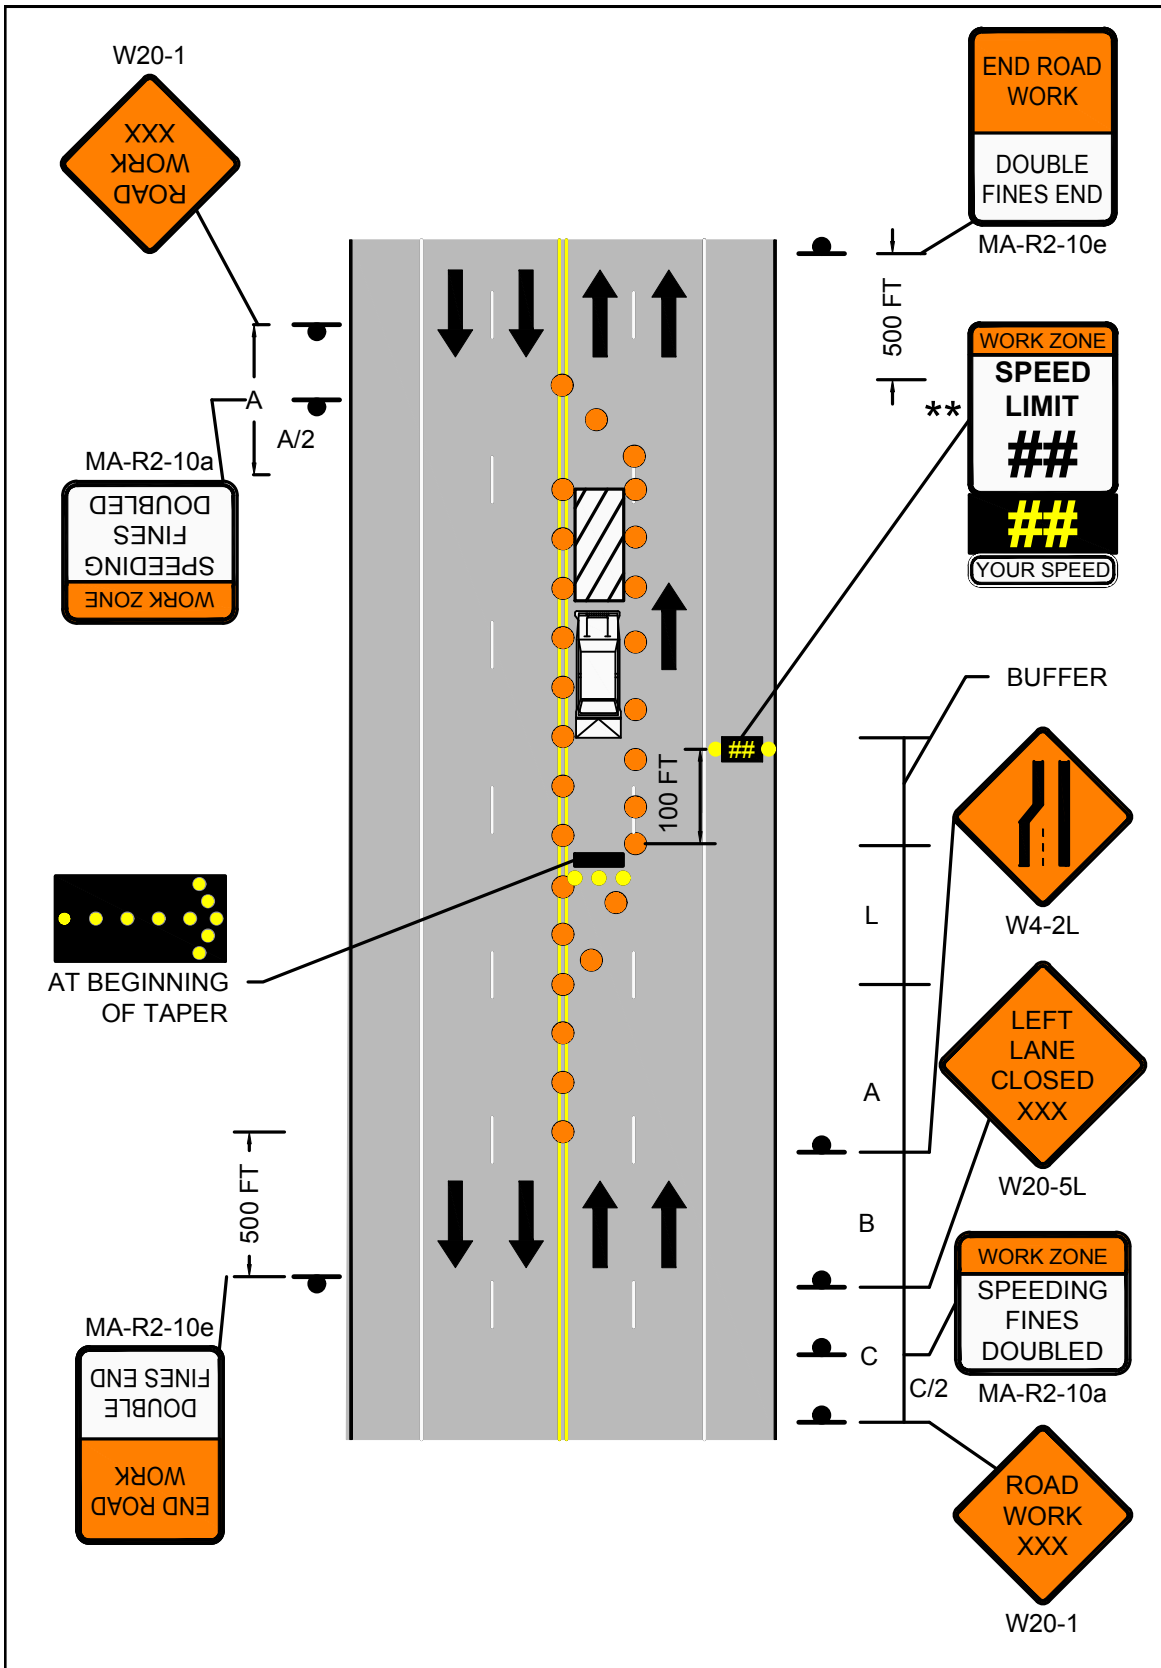 W20-1
ROAD
WORK
XXX
A
A/2
MA-R2-10a
WORK ZONE
SPEEDING
FINES
DOUBLED
AT BEGINNING
OF TAPER
500 FT
MA-R2-10e
END ROAD
WORK
DOUBLE
FINES END
END ROAD
WORK
DOUBLE
FINES END
MA-R2-10e
500 FT
**
WORK ZONE
SPEED
LIMIT
##
##
YOUR SPEED
##
100 FT
BUFFER
L
A
B
C
C/2
W4-2L
LEFT
LANE
CLOSED
XXX
W20-5L
WORK ZONE
SPEEDING
FINES
DOUBLED
MA-R2-10a
ROAD
WORK
XXX
W20-1